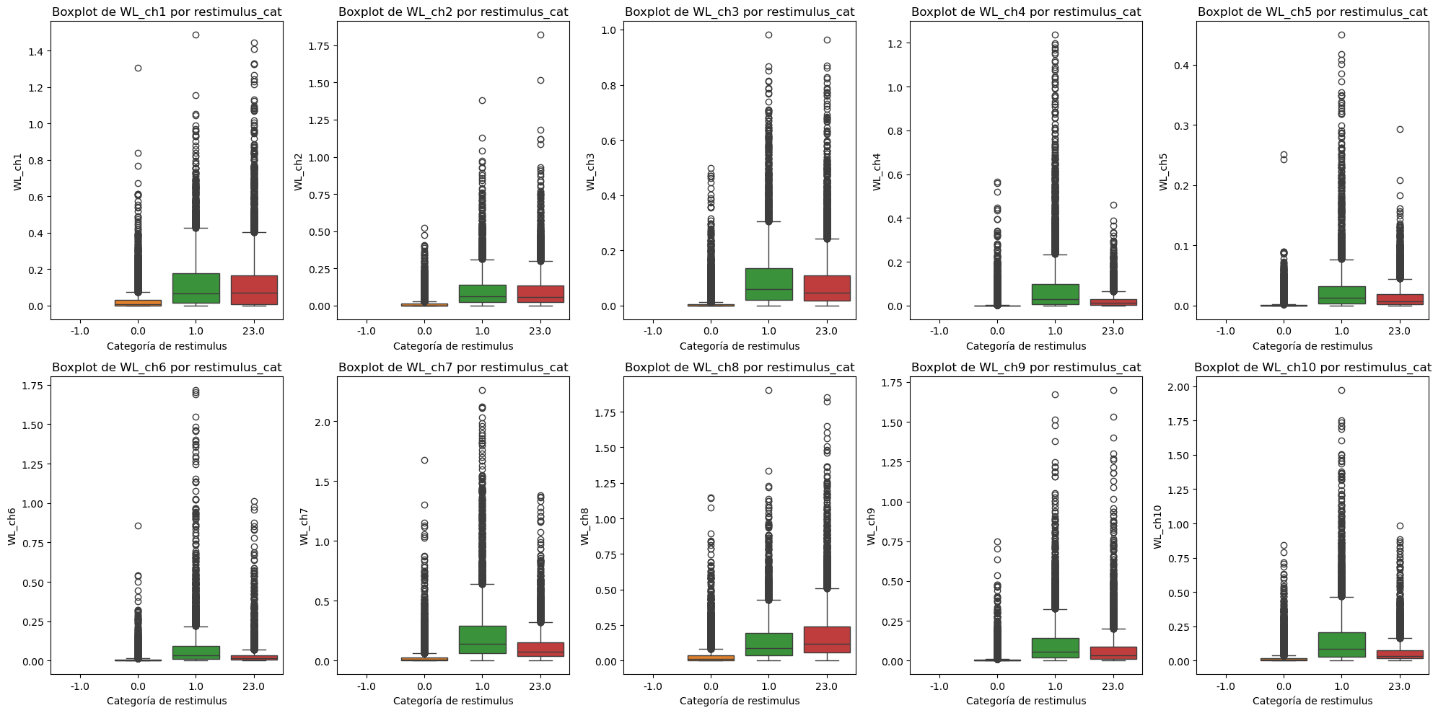 Boxplot de WL_ch1 por restimulus_cat
WL_ch1
1.4
1.2
1.0
0.8
0.6
0.4
0.2
0.0
-1.0 0.0 1.0 23.0
Categoría de restimulus
Boxplot de WL_ch2 por restimulus_cat
WL_ch2
1.75
1.50
1.25
1.00
0.75
0.50
0.25
0.00
-1.0 0.0 1.0 23.0
Categoría de restimulus
Boxplot de WL_ch3 por restimulus_cat
WL_ch3
1.0
0.8
0.6
0.4
0.2
0.0
-1.0 0.0 1.0 23.0
Categoría de restimulus
Boxplot de WL_ch4 por restimulus_cat
WL_ch4
1.2
1.0
0.8
0.6
0.4
0.2
0.0
-1.0 0.0 1.0 23.0
Categoría de restimulus
Boxplot de WL_ch5 por restimulus_cat
WL_ch5
0.4
0.3
0.2
0.1
0.0
-1.0 0.0 1.0 23.0
Categoría de restimulus
Boxplot de WL_ch6 por restimulus_cat
WL_ch6
1.75
1.50
1.25
1.00
0.75
0.50
0.25
0.00
-1.0 0.0 1.0 23.0
Categoría de restimulus
Boxplot de WL_ch7 por restimulus_cat
WL_ch7
2.0
1.5
1.0
0.5
0.0
-1.0 0.0 1.0 23.0
Categoría de restimulus
Boxplot de WL_ch8 por restimulus_cat
WL_ch8
1.75
1.50
1.25
1.00
0.75
0.50
0.25
0.00
-1.0 0.0 1.0 23.0
Categoría de restimulus
Boxplot de WL_ch9 por restimulus_cat
WL_ch9
1.75
1.50
1.25
1.00
0.75
0.50
0.25
0.00
-1.0 0.0 1.0 23.0
Categoría de restimulus
Boxplot de WL_ch10 por restimulus_cat
WL_ch10
2.00
1.75
1.50
1.25
1.00
0.75
0.50
0.25
0.00
-1.0 0.0 1.0 23.0
Categoría de restimulus